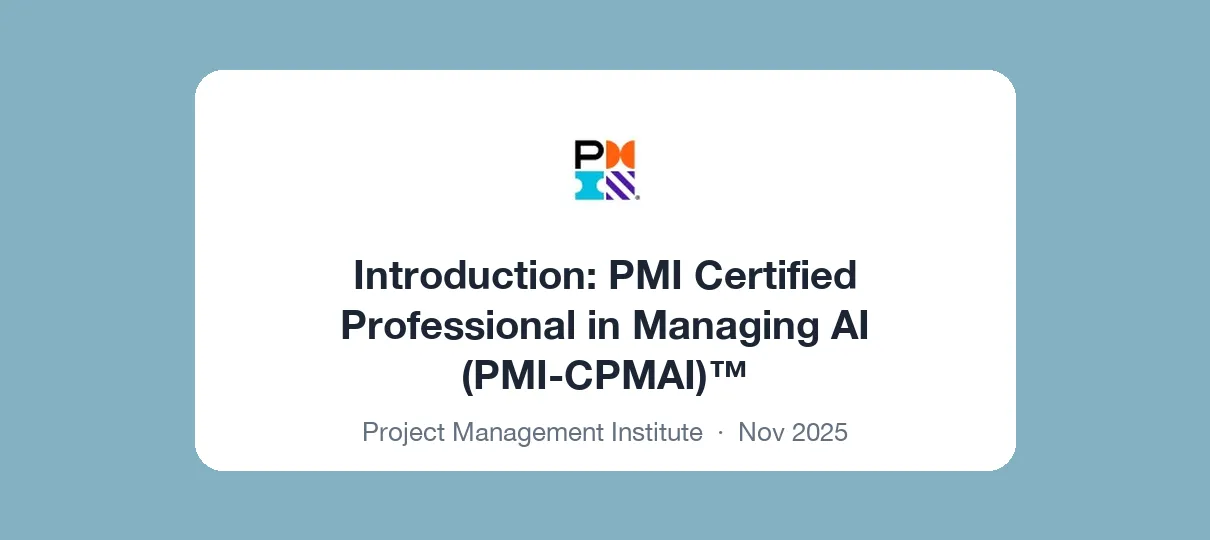 PMI
Introduction: PMI Certified
Professional in Managing AI
(PMI-CPMAI)™
Project Management Institute · Nov 2025